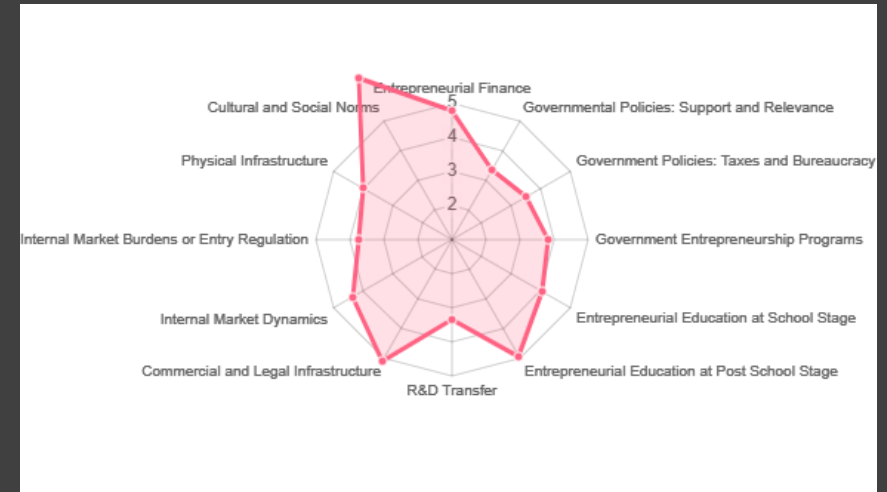 Entrepreneurial Finance
5
Cultural and Social Norms
Governmental Policies: Support and Relevance
4
Physical Infrastructure
3
Government Policies: Taxes and Bureaucracy
2
Internal Market Burdens or Entry Regulation
Government Entrepreneurship Programs
Internal Market Dynamics
Entrepreneurial Education at School Stage
Commercial and Legal Infrastructure
Entrepreneurial Education at Post School Stage
R&D Transfer